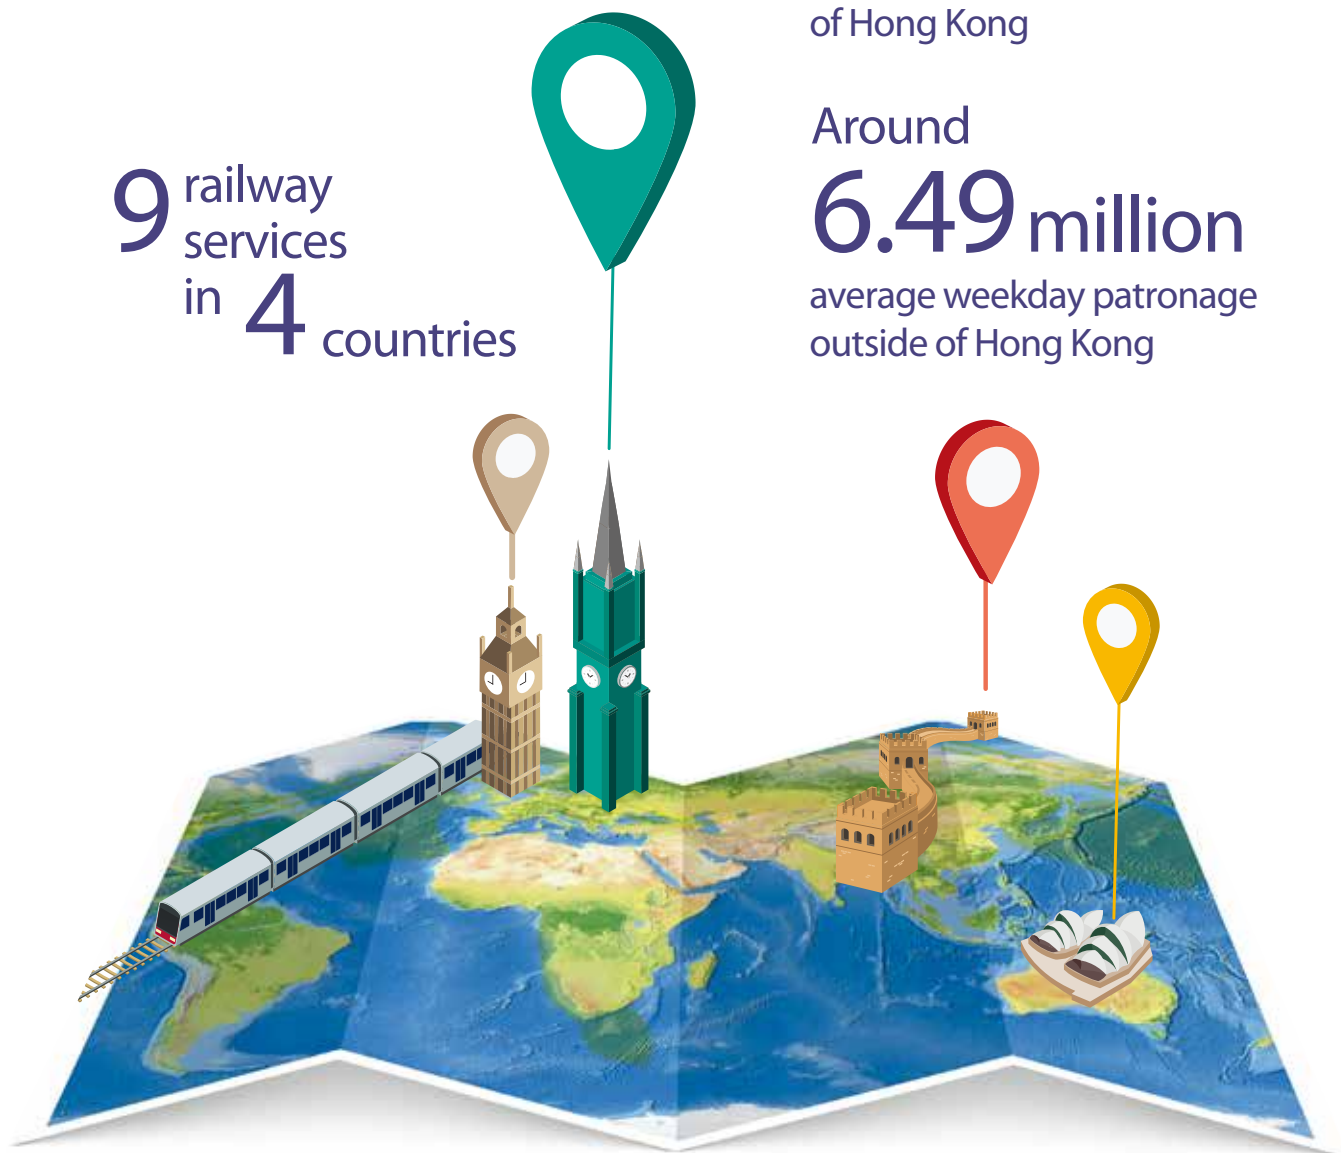 9 railway
services
in 4 countries
of Hong Kong
Around
6.49 million
average weekday patronage
outside of Hong Kong